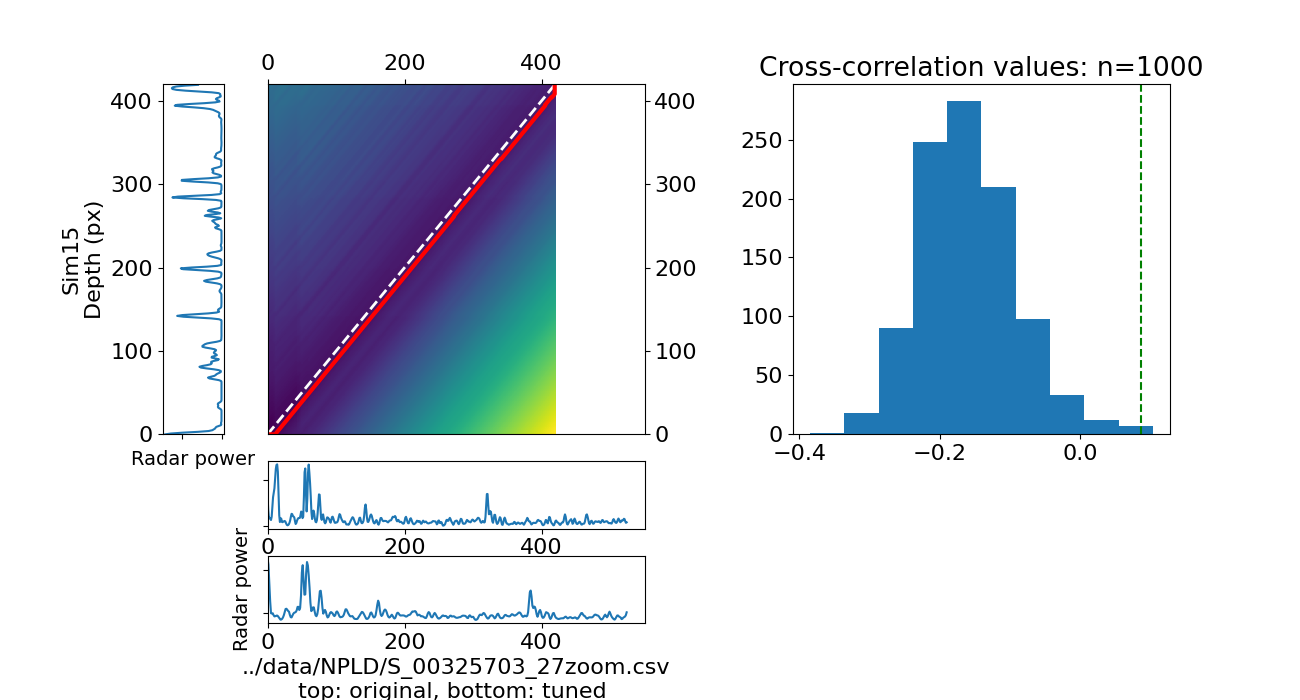 0 200 400
Cross-correlation values: n=1000
400
300
200
100
0
Sim15
Depth (px)
Radar power
400
300
200
100
0
250
200
150
100
50
0
−0.4 −0.2 0.0
0 200 400
Radar power
0 200 400
../data/NPLD/S_00325703_27zoom.csv
top: original, bottom: tuned